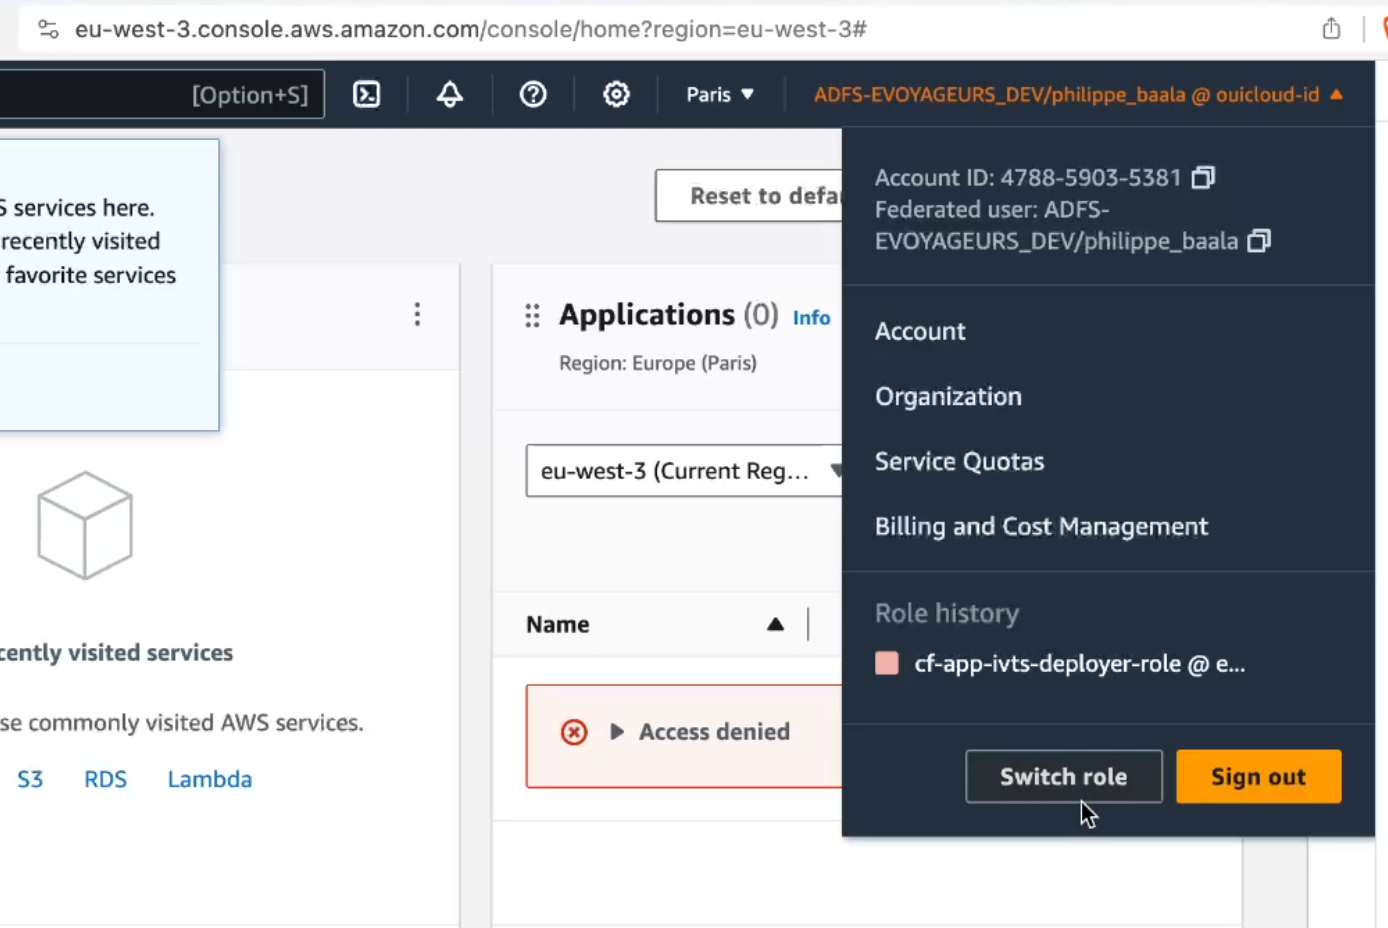 eu-west-3.console.aws.amazon.com/console/home?region=eu-west-3#
[Option+S]
Paris ▼
ADFS-EVOYAGEURS_DEV/philippe_baala @ ouicloud-id ▲
S services here.
recently visited
favorite services
Reset to defa
Applications (0) Info
Region: Europe (Paris)
eu-west-3 (Current Reg...
Name
Access denied
cently visited services
se commonly visited AWS services.
S3 RDS Lambda
Account ID: 4788-5903-5381
Federated user: ADFS-
EVOYAGEURS_DEV/philippe_baala
Account
Organization
Service Quotas
Billing and Cost Management
Role history
cf-app-ivts-deployer-role @ e...
Switch role
Sign out